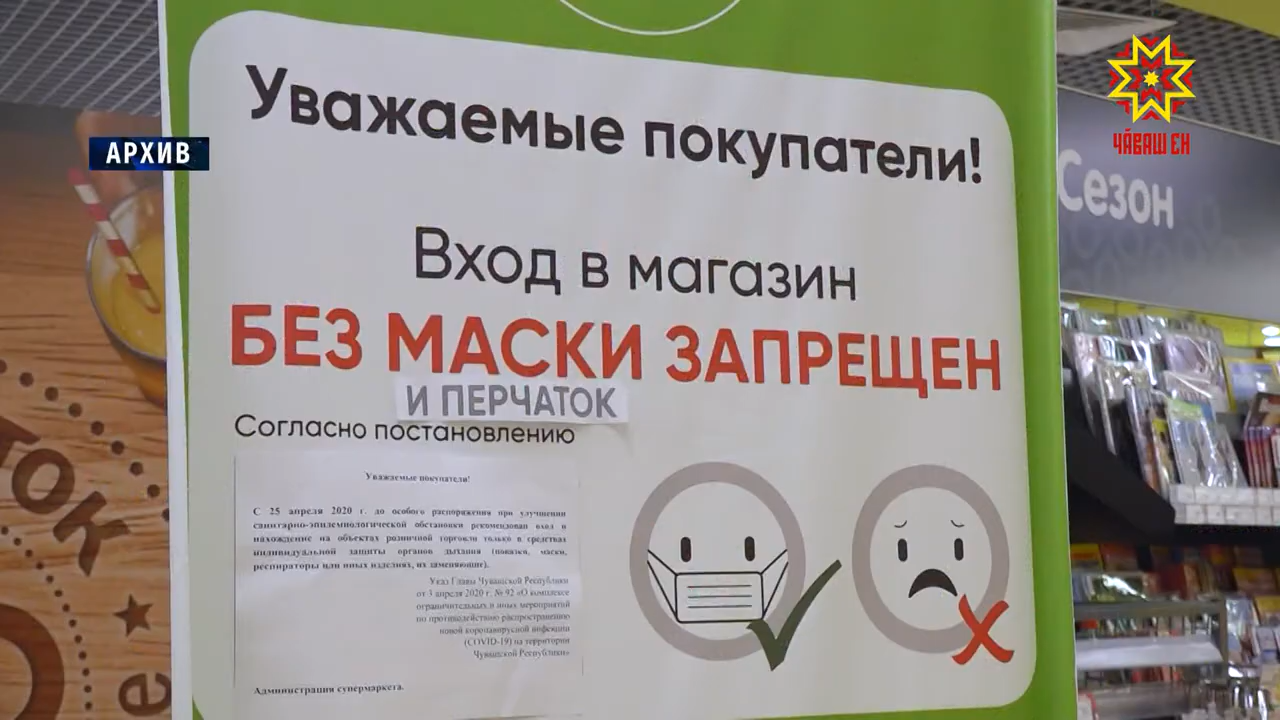 АРХИВ
ЧӐВАШ ЕН
Сезон
Уважаемые покупатели!
Вход в магазин
БЕЗ МАСКИ ЗАПРЕЩЕН
И ПЕРЧАТОК
Согласно постановлению
Уважаемые покупатели!
С 25 апреля 2020 г. до особого распоряжения при улучшении
санитарно-эпидемиологической обстановки рекомендован вход и
нахождение на объектах розничной торговли только в средствах
индивидуальной защиты органов дыхания (повязки, маски,
респираторы или иных изделиях, их заменяющие).
Указ Главы Чувашской Республики
от 3 апреля 2020 г. № 92 «О комплексе
ограничительных и иных мероприятий
по противодействию распространению
новой коронавирусной инфекции
(COVID-19) на территории
Чувашской Республики»
Администрация супермаркета.